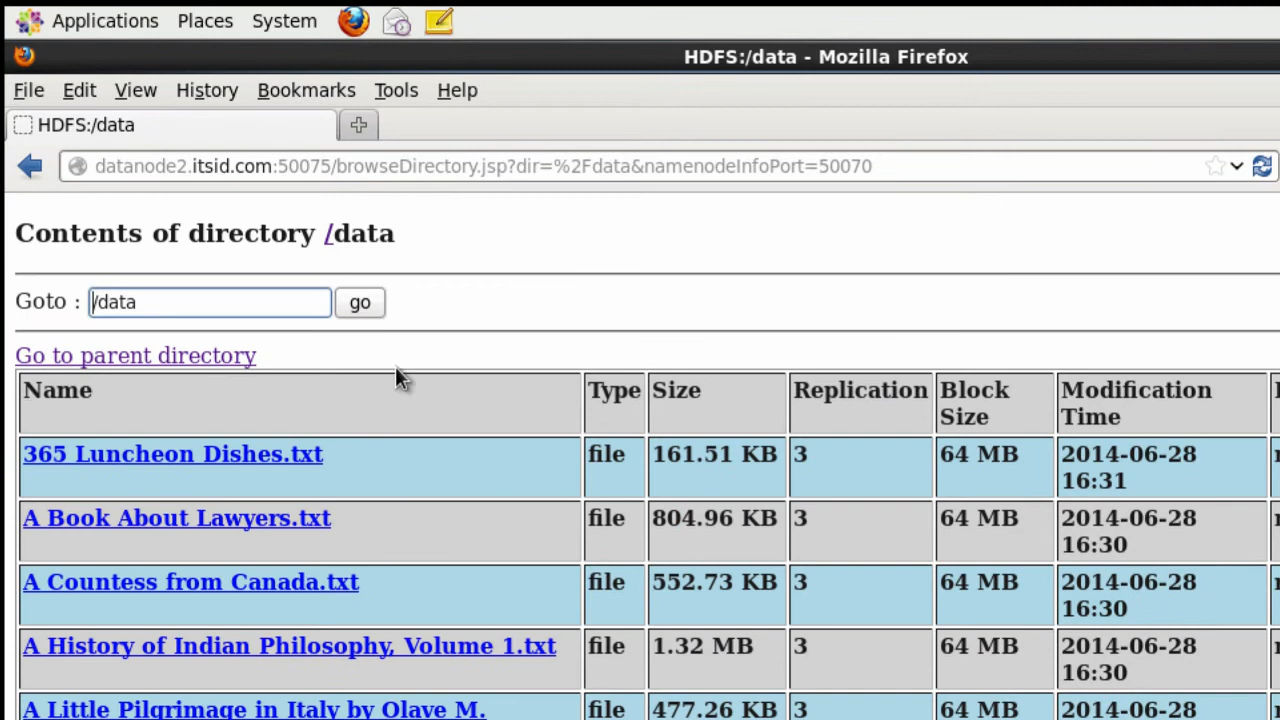 Applications Places System
HDFS:/data - Mozilla Firefox
File Edit View History Bookmarks Tools Help
HDFS:/data
datanode2.itsid.com:50075/browseDirectory.jsp?dir=%2Fdata&namenodeInfoPort=50070
Contents of directory /data
Goto : /data go
Go to parent directory
Name Type Size Replication Block Size Modification Time
365 Luncheon Dishes.txt file 161.51 KB 3 64 MB 2014-06-28 16:31
A Book About Lawyers.txt file 804.96 KB 3 64 MB 2014-06-28 16:30
A Countess from Canada.txt file 552.73 KB 3 64 MB 2014-06-28 16:30
A History of Indian Philosophy, Volume 1.txt file 1.32 MB 3 64 MB 2014-06-28 16:30
A Little Pilgrimage in Italy by Olave M. file 477.26 KB 3 64 MB 2014-06-28